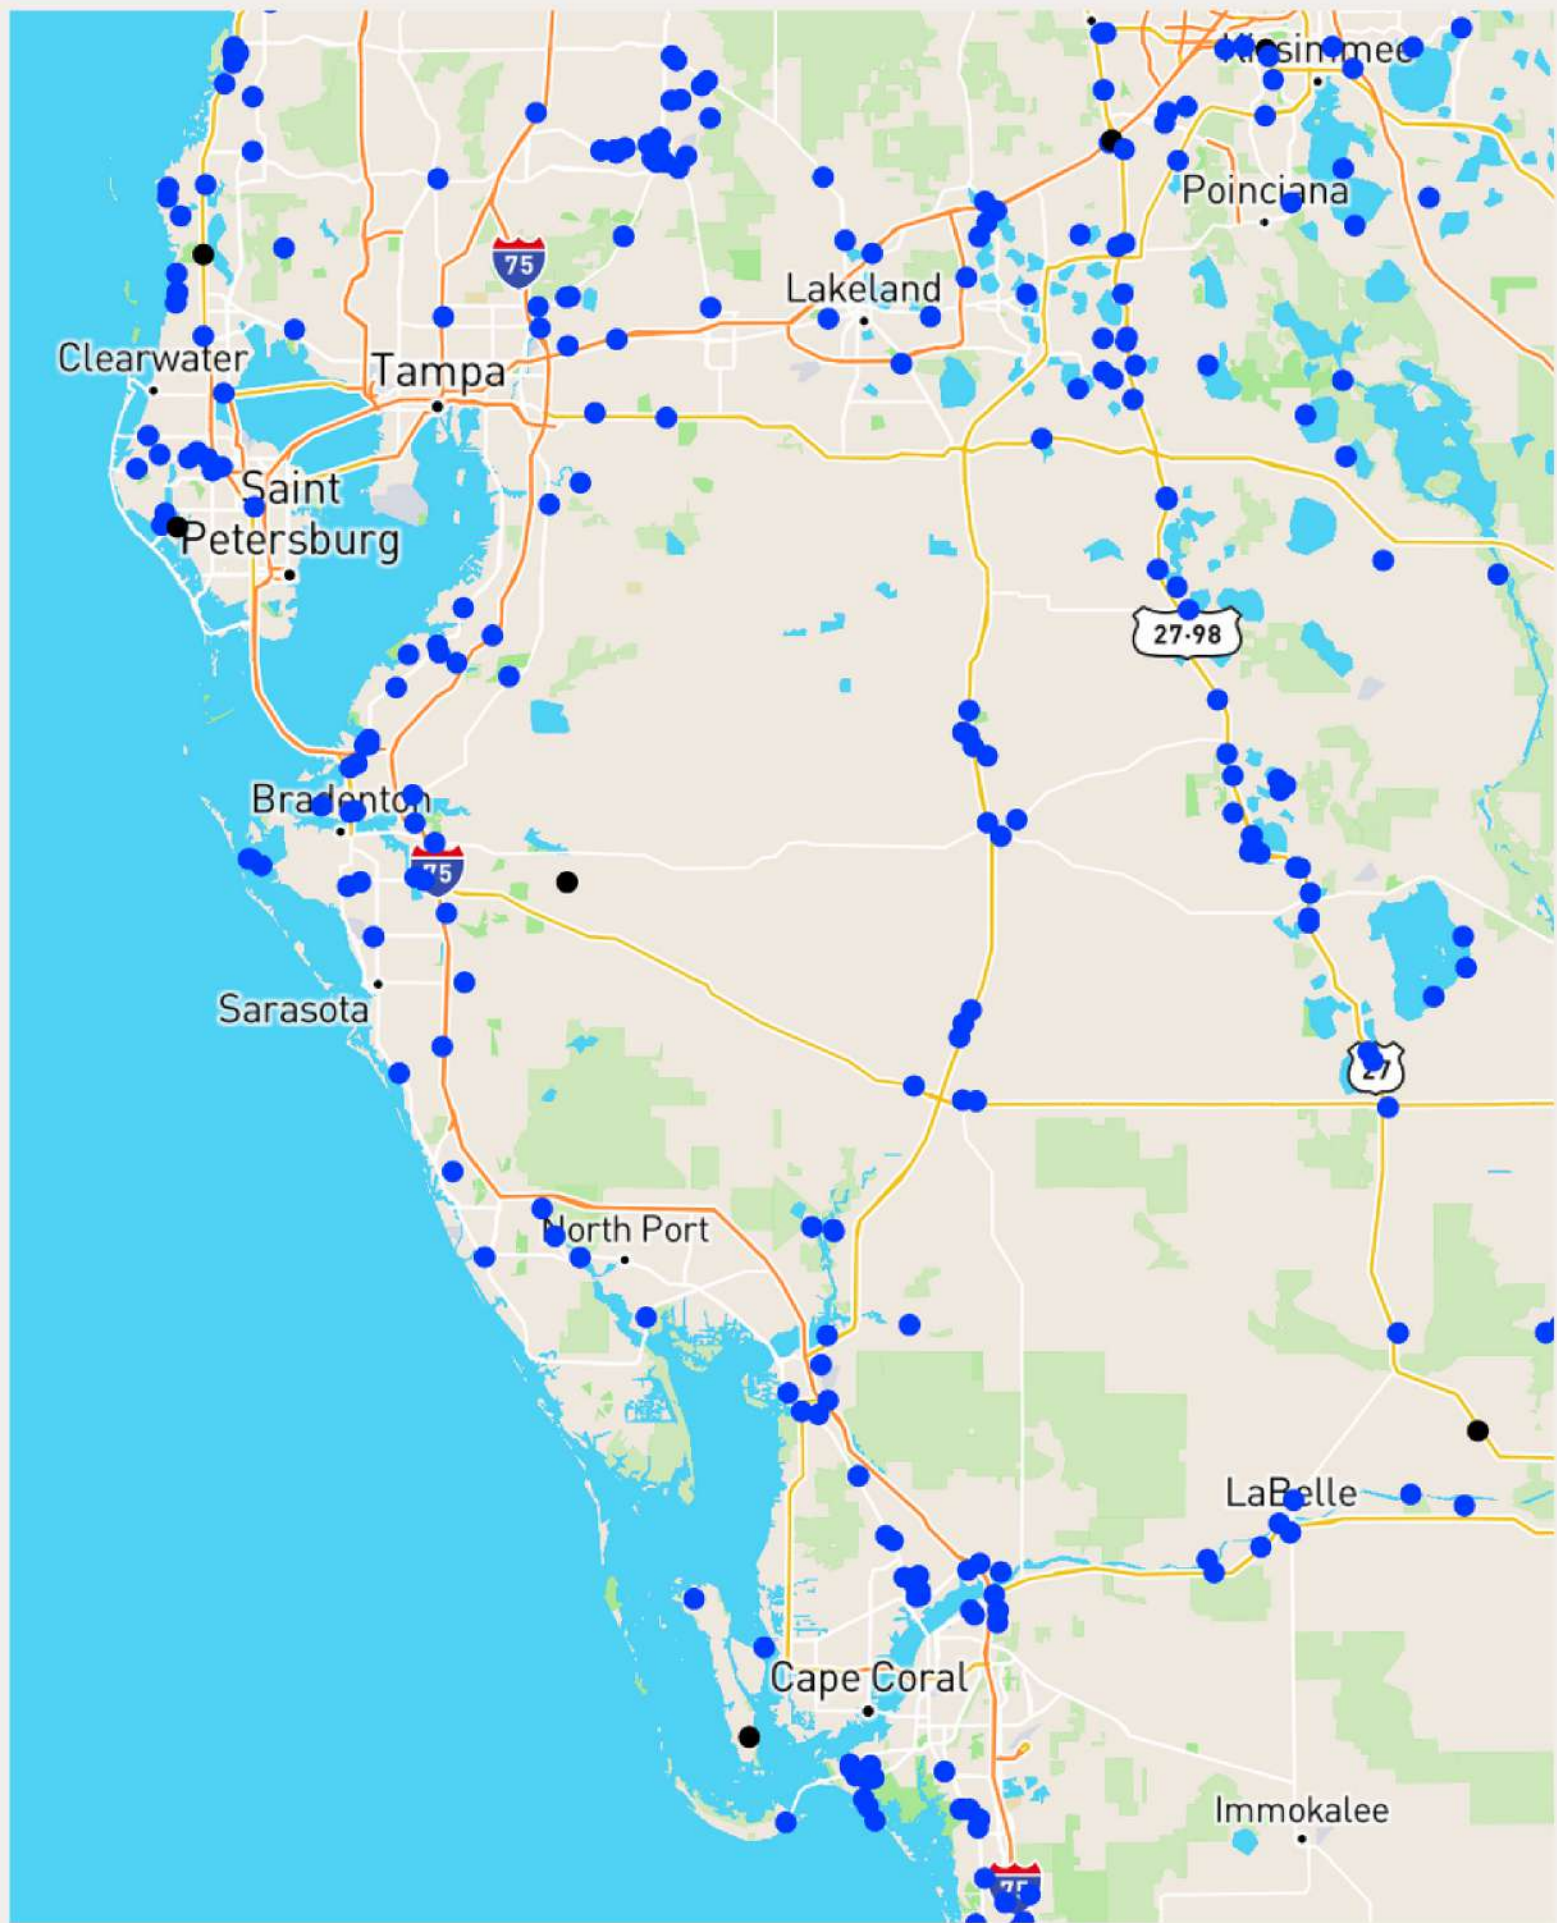 Kissimmee
Poinciana
75
Lakeland
Clearwater
Tampa
Saint
Petersburg
27-98
Bradenton
75
Sarasota
27
North Port
LaBelle
Cape Coral
Immokalee
75